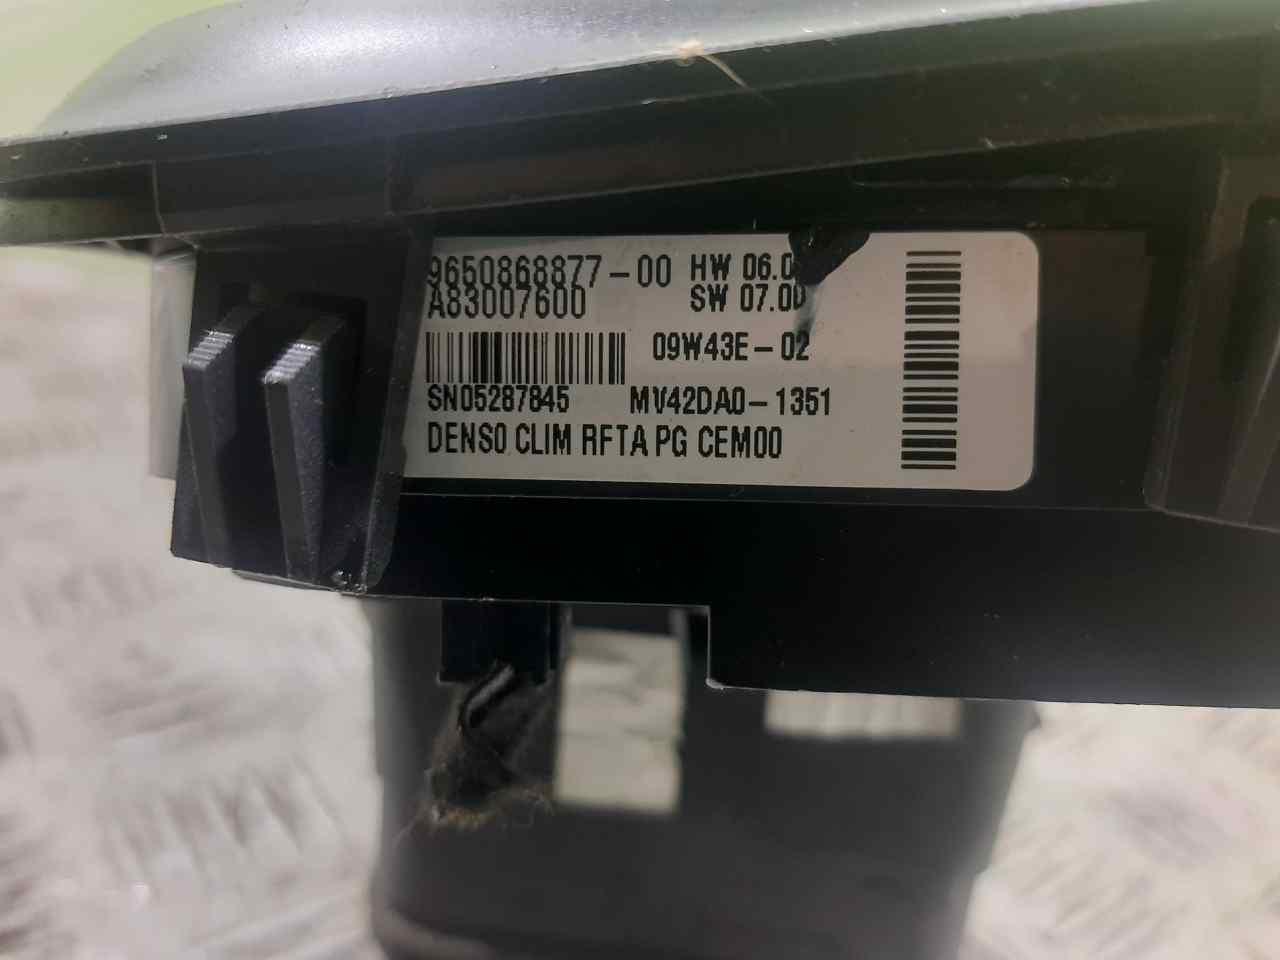 9650868877-00 HW 06.0
A83007600 SW 07.00
09W43E-02
SN05287845 MV42DA0-1351
DENSO CLIM RFTA PG CEM00